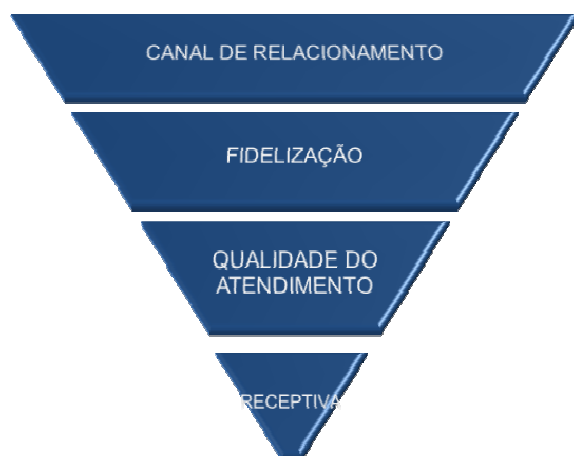 CANAL DE RELACIONAMENTO
FIDELIZAÇÃO
QUALIDADE DO
ATENDIMENTO
RECEPTIVA